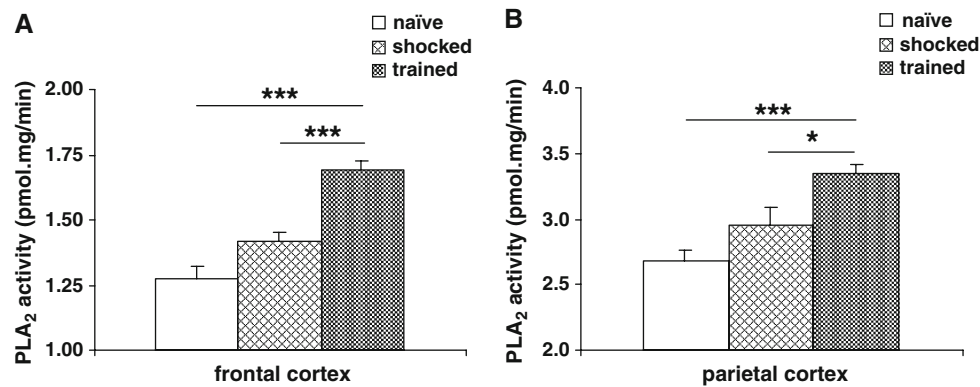 A
naïve
shocked
trained
PLA₂ activity (pmol.mg/min)
2.00
1.75
1.50
1.25
1.00
***
***
frontal cortex
B
naïve
shocked
trained
PLA₂ activity (pmol.mg/min)
4.0
3.5
3.0
2.5
2.0
***
*
parietal cortex